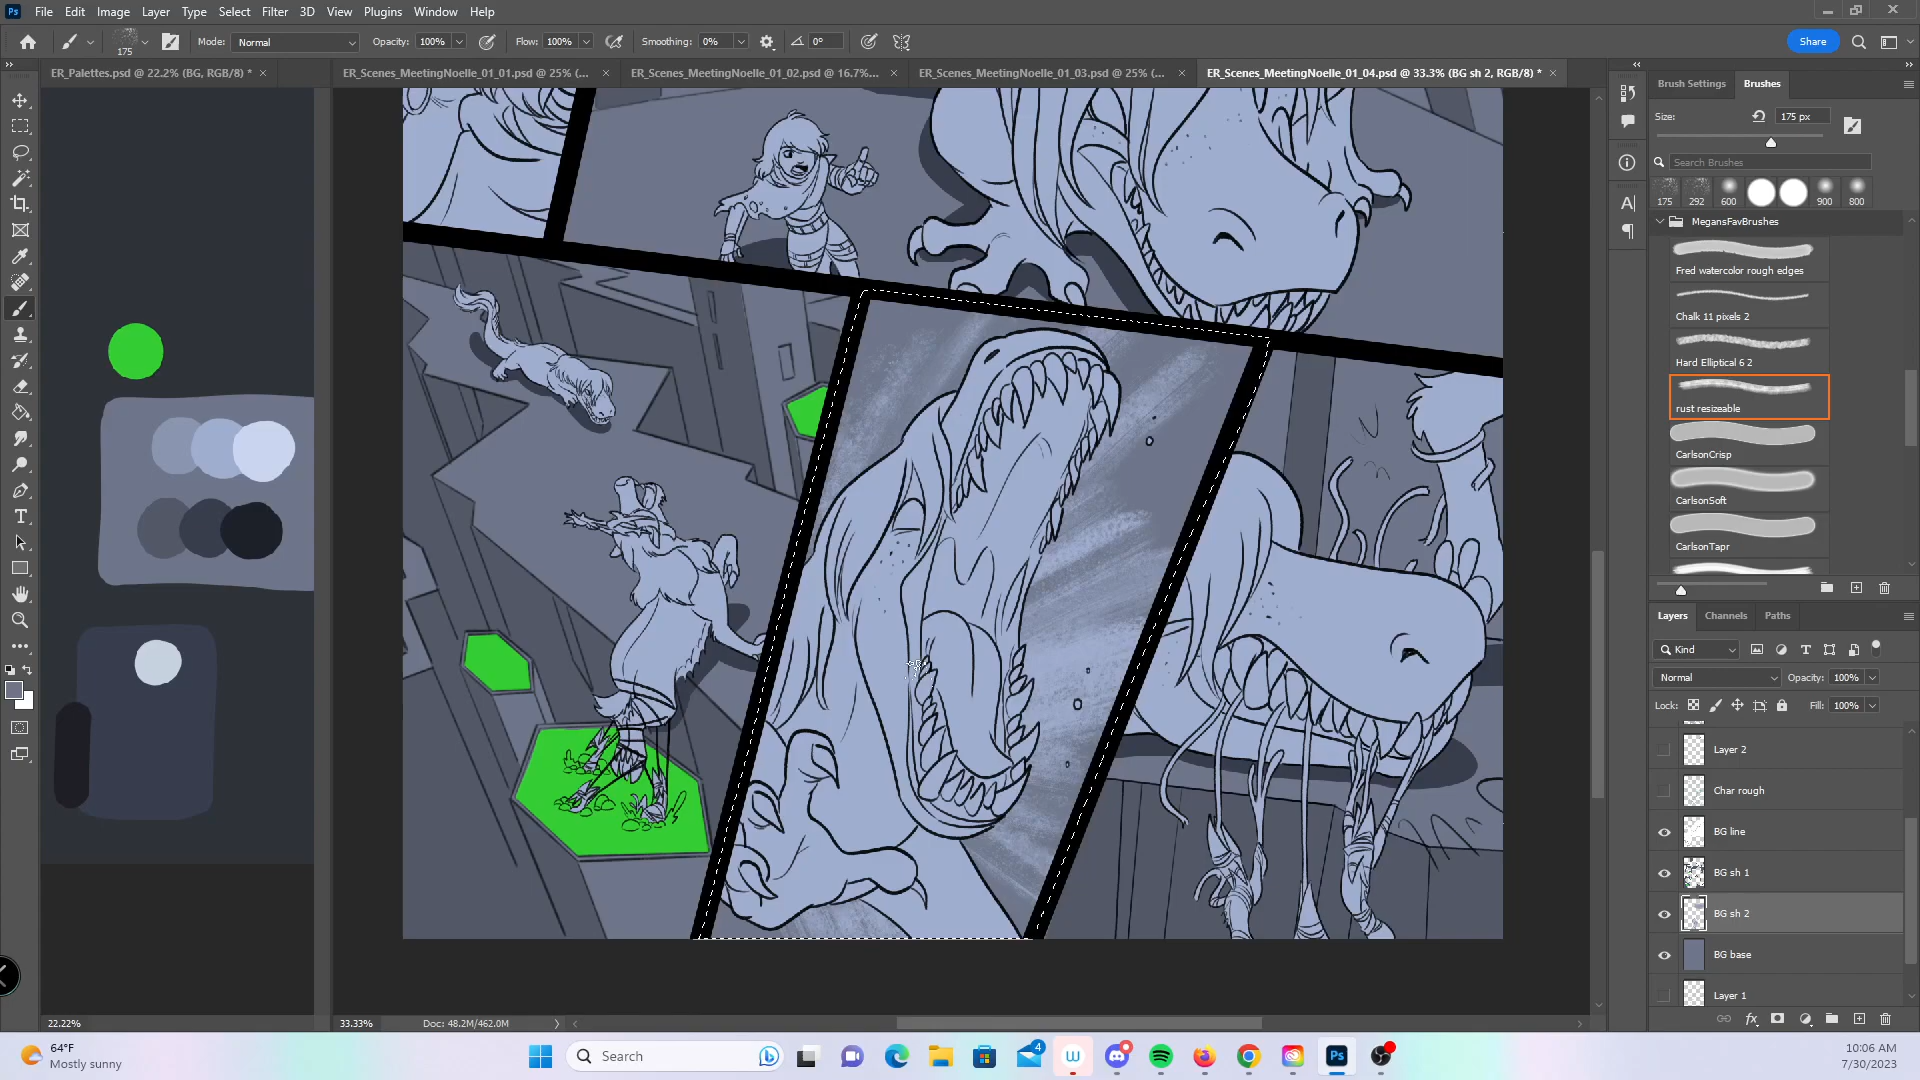 Ps File Edit Image Layer Type Select Filter 3D View Plugins Window Help
175 Mode: Normal Opacity: 100% Flow: 100% Smoothing: 0% 0° Share
ER_Palettes.psd @ 22.2% (BG, RGB/8) * ×
ER_Scenes_MeetingNoelle_01_01.psd @ 25% (... ×
ER_Scenes_MeetingNoelle_01_02.psd @ 16.7%... ×
ER_Scenes_MeetingNoelle_01_03.psd @ 25% (... ×
ER_Scenes_MeetingNoelle_01_04.psd @ 33.3% (BG sh 2, RGB/8) * ×
Brush Settings Brushes
Size: 175 px
Search Brushes
175 292 600 900 800
MegansFavBrushes
Fred watercolor rough edges
Chalk 11 pixels 2
Hard Elliptical 6 2
rust resizeable
CarlsonCrisp
CarlsonSoft
CarlsonTapr
Layers Channels Paths
Kind
Normal Opacity: 100%
Lock: Fill: 100%
Layer 2
Char rough
BG line
BG sh 1
BG sh 2
BG base
Layer 1
fx
22.22%
33.33% Doc: 48.2M/462.0M
64°F
Mostly sunny
Search
4
Ps
10:06 AM
7/30/2023